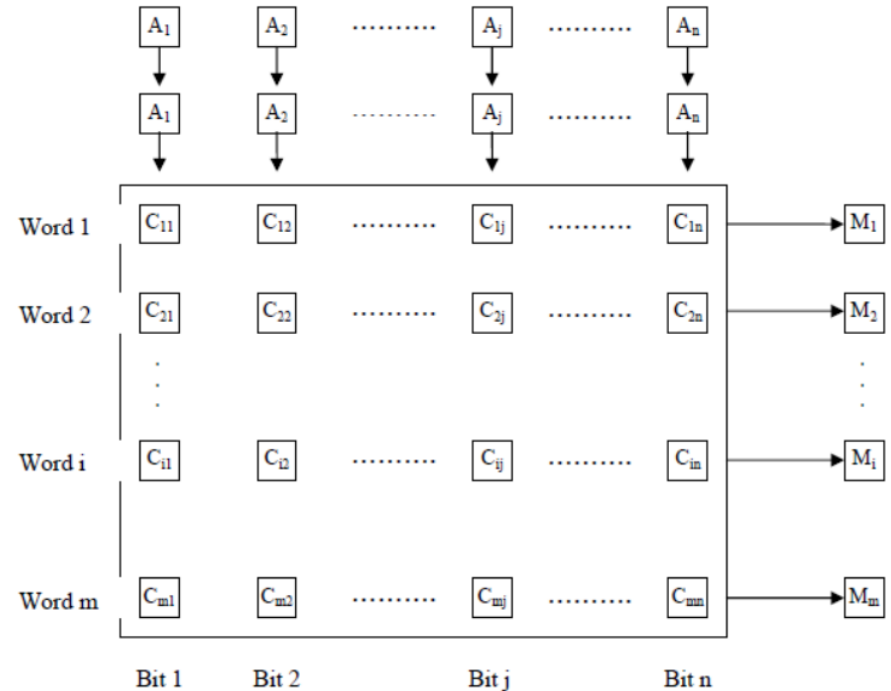 A₁ A₂ .......... Aⱼ .......... Aₙ
A₁ A₂ .......... Aⱼ .......... Aₙ
Word 1 C₁₁ C₁₂ .......... C₁ⱼ .......... C₁ₙ M₁
Word 2 C₂₁ C₂₂ .......... C₂ⱼ .......... C₂ₙ M₂
Word i Cᵢ₁ Cᵢ₂ .......... Cᵢⱼ .......... Cᵢₙ Mᵢ
Word m Cₘ₁ Cₘ₂ .......... Cₘⱼ .......... Cₘₙ Mₘ
Bit 1 Bit 2 Bit j Bit n